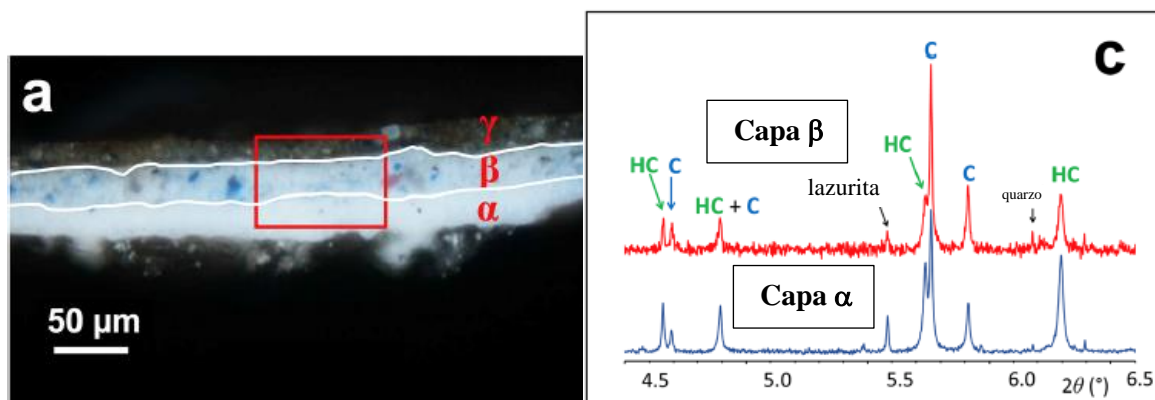 a
γ
β
α
50 µm
c
C
Capa β
HC
HC
C
lazurita
HC + C
C
quarzo
HC
Capa α
4.5 5.0 5.5 6.0 6.5
2θ (°)